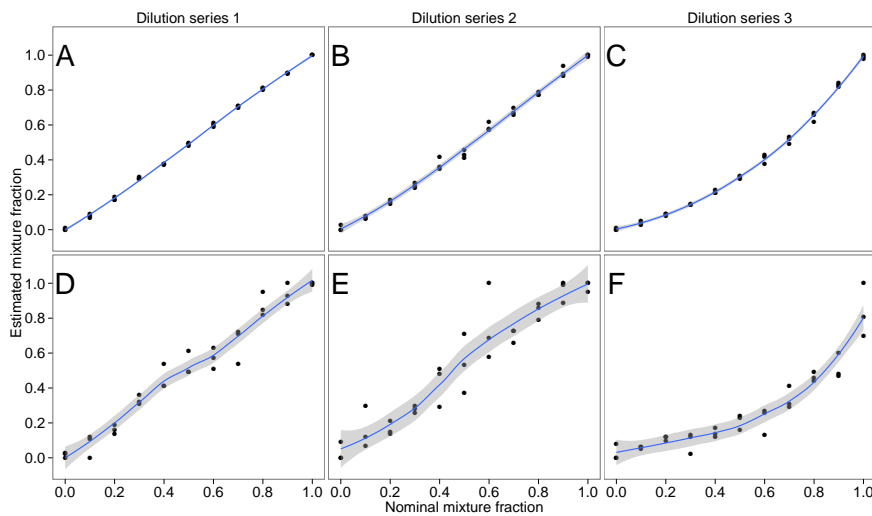 Dilution series 1 Dilution series 2 Dilution series 3
A B C
1.0
0.8
0.6
0.4
0.2
0.0
Estimated mixture fraction
D E F
1.0
0.8
0.6
0.4
0.2
0.0
0.0 0.2 0.4 0.6 0.8 1.0 0.0 0.2 0.4 0.6 0.8 1.0 0.0 0.2 0.4 0.6 0.8 1.0
Nominal mixture fraction